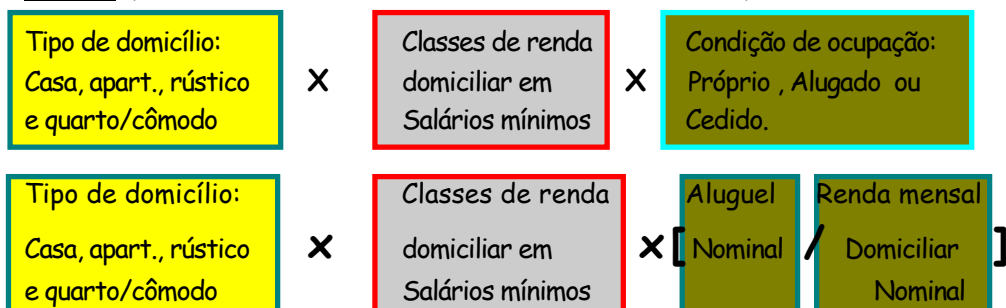 Tipo de domicílio:
Casa, apart., rústico
e quarto/cômodo
X
Classes de renda
domiciliar em
Salários mínimos
X
Condição de ocupação:
Próprio , Alugado ou
Cedido.
Tipo de domicílio:
Casa, apart., rústico
e quarto/cômodo
X
Classes de renda
domiciliar em
Salários mínimos
X [
Aluguel
Nominal
/
Renda mensal
Domiciliar
Nominal
]